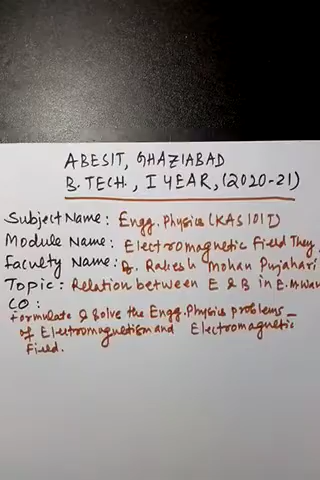 ABESIT, GHAZIABAD
B.TECH., I YEAR, (2020-21)
Subject Name: Engg. Physics (KAS101T)
Module Name: Electromagnetic Field They.
Faculty Name: Dr. Rakesh Mohan Pujahari
Topic: Relation between E & B in E.M Wave
CO:
Formulate & Solve the Engg. Physics problems
of Electromagnetism and Electromagnetic
Field.